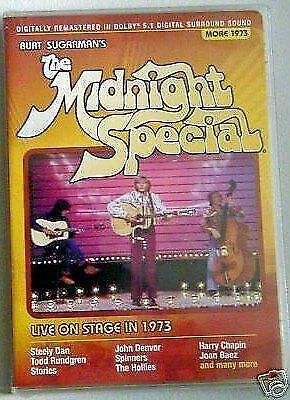 DIGITALLY REMASTERED IN DOLBY® 5.1 DIGITAL SURROUND SOUND
MORE 1973
BURT SUGARMAN'S
The
Midnight
Special
LIVE ON STAGE IN 1973
Steely Dan
Todd Rundgren
Stories
John Denver
Spinners
The Hollies
Harry Chapin
Joan Baez
and many more